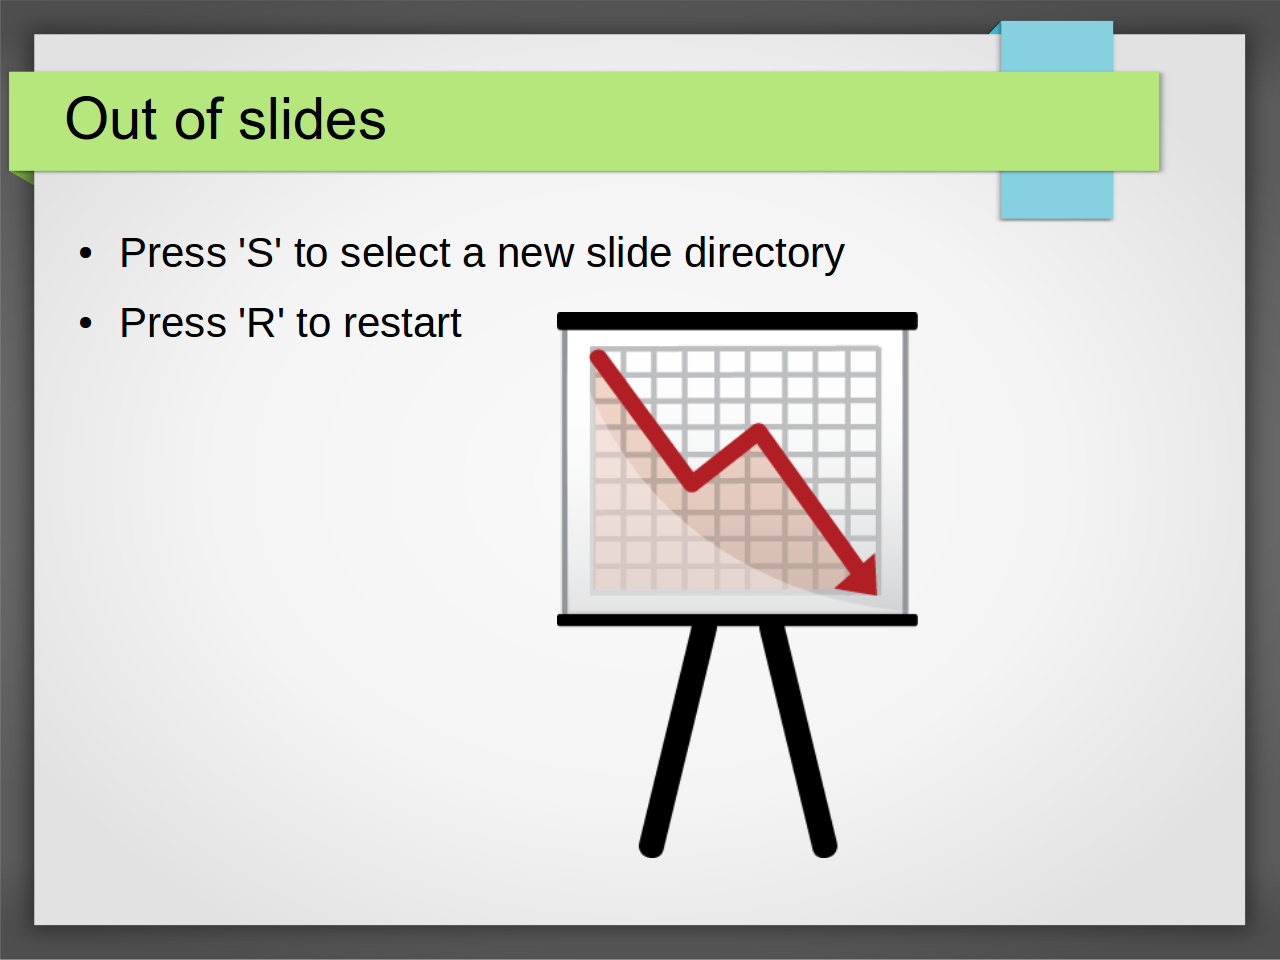 Out of slides
• Press 'S' to select a new slide directory
• Press 'R' to restart